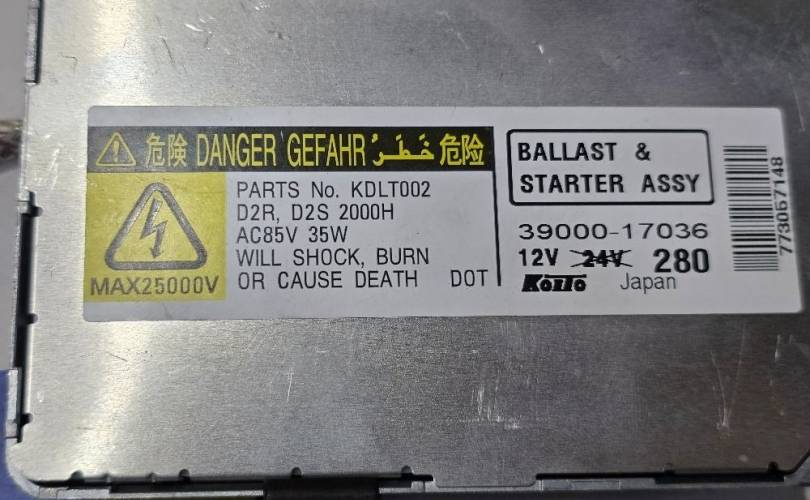 危険 DANGER GEFAHR خَطَرٌ 危险
MAX25000V
PARTS No. KDLT002
D2R, D2S 2000H
AC85V 35W
WILL SHOCK, BURN
OR CAUSE DEATH DOT
BALLAST &
STARTER ASSY
39000-17036
12V 24V 280
KOITO Japan
773057148